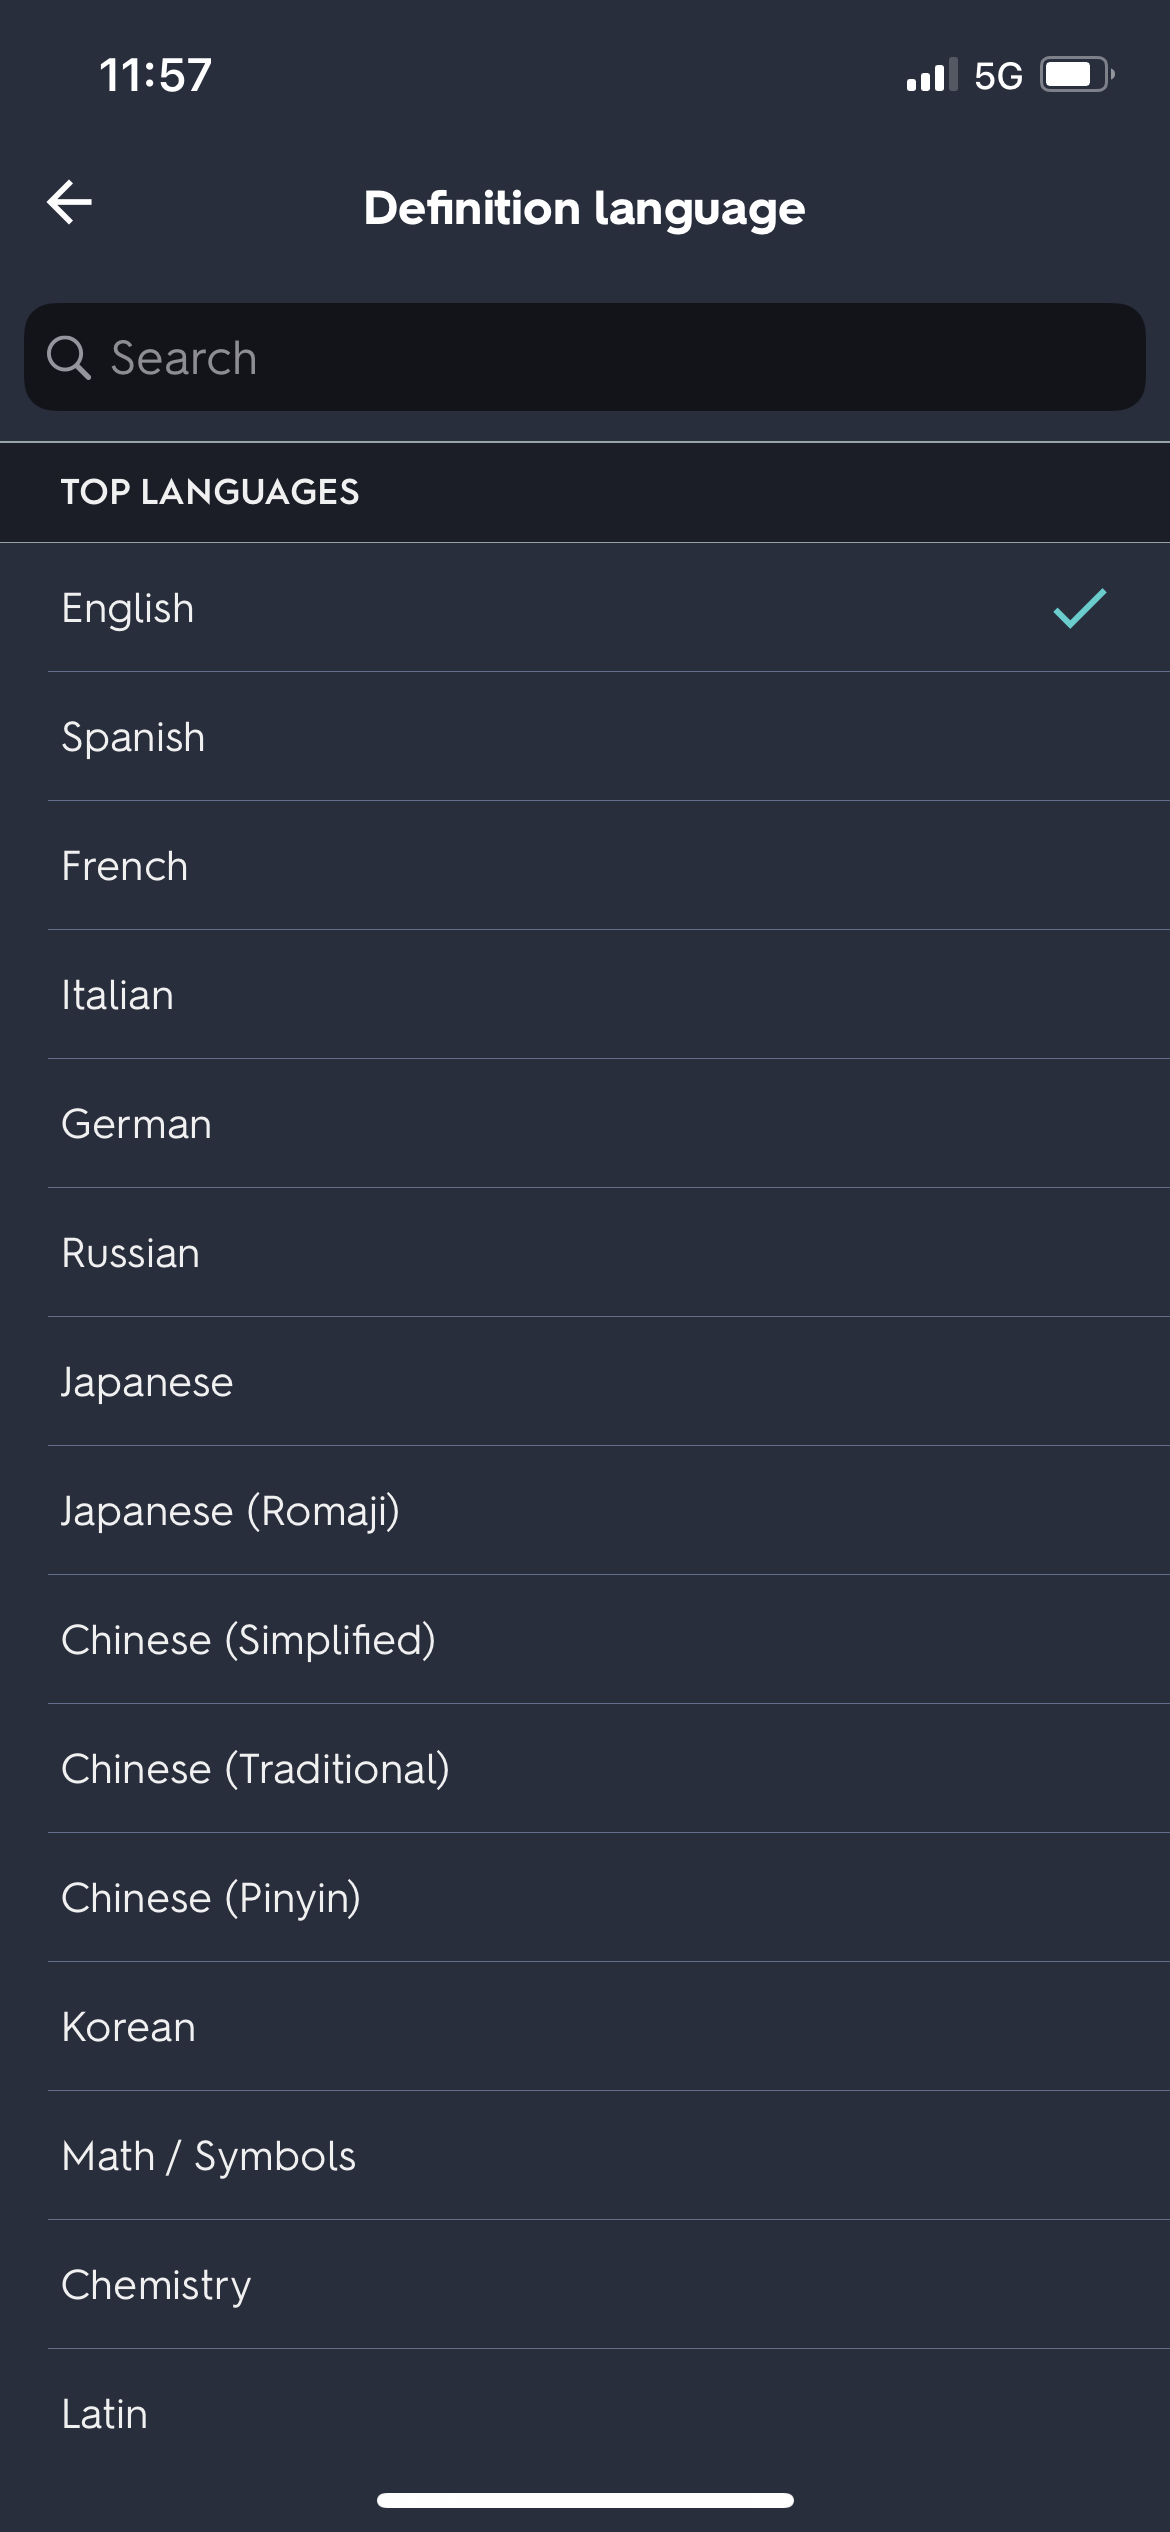 11:57
5G
Definition language
Search
TOP LANGUAGES
English
Spanish
French
Italian
German
Russian
Japanese
Japanese (Romaji)
Chinese (Simplified)
Chinese (Traditional)
Chinese (Pinyin)
Korean
Math / Symbols
Chemistry
Latin